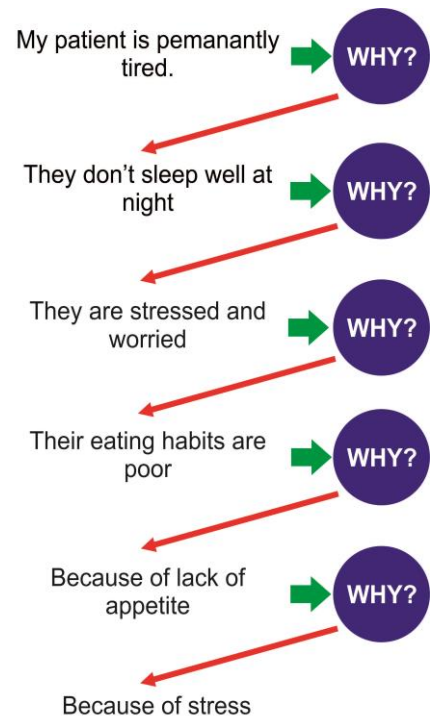 My patient is pemanantly
tired.
WHY?
They don't sleep well at
night
WHY?
They are stressed and
worried
WHY?
Their eating habits are
poor
WHY?
Because of lack of
appetite
WHY?
Because of stress